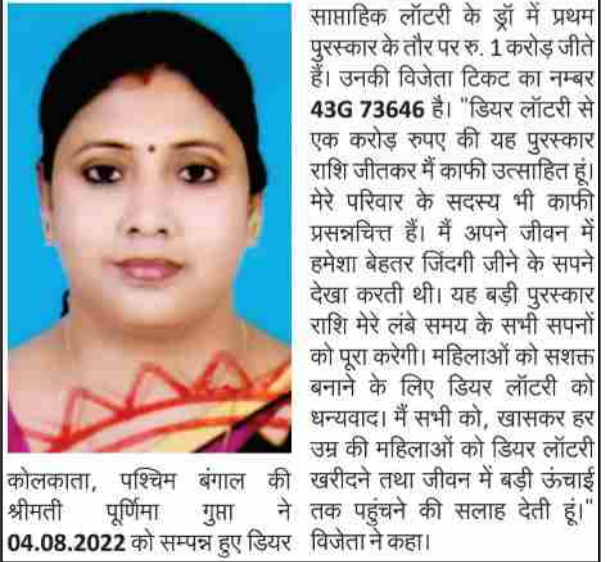 कोलकाता, पश्चिम बंगाल की
श्रीमती पूर्णिमा गुप्ता ने
04.08.2022 को सम्पन्न हुए डियर
साप्ताहिक लॉटरी के ड्रॉ में प्रथम
पुरस्कार के तौर पर रु. 1 करोड़ जीते
हैं। उनकी विजेता टिकट का नम्बर
43G 73646 है। "डियर लॉटरी से
एक करोड़ रुपए की यह पुरस्कार
राशि जीतकर मैं काफी उत्साहित हूं।
मेरे परिवार के सदस्य भी काफी
प्रसन्नचित्त हैं। मैं अपने जीवन में
हमेशा बेहतर जिंदगी जीने के सपने
देखा करती थी। यह बड़ी पुरस्कार
राशि मेरे लंबे समय के सभी सपनों
को पूरा करेगी। महिलाओं को सशक्त
बनाने के लिए डियर लॉटरी को
धन्यवाद। मैं सभी को, खासकर हर
उम्र की महिलाओं को डियर लॉटरी
खरीदने तथा जीवन में बड़ी ऊंचाई
तक पहुंचने की सलाह देती हूं।"
विजेता ने कहा।